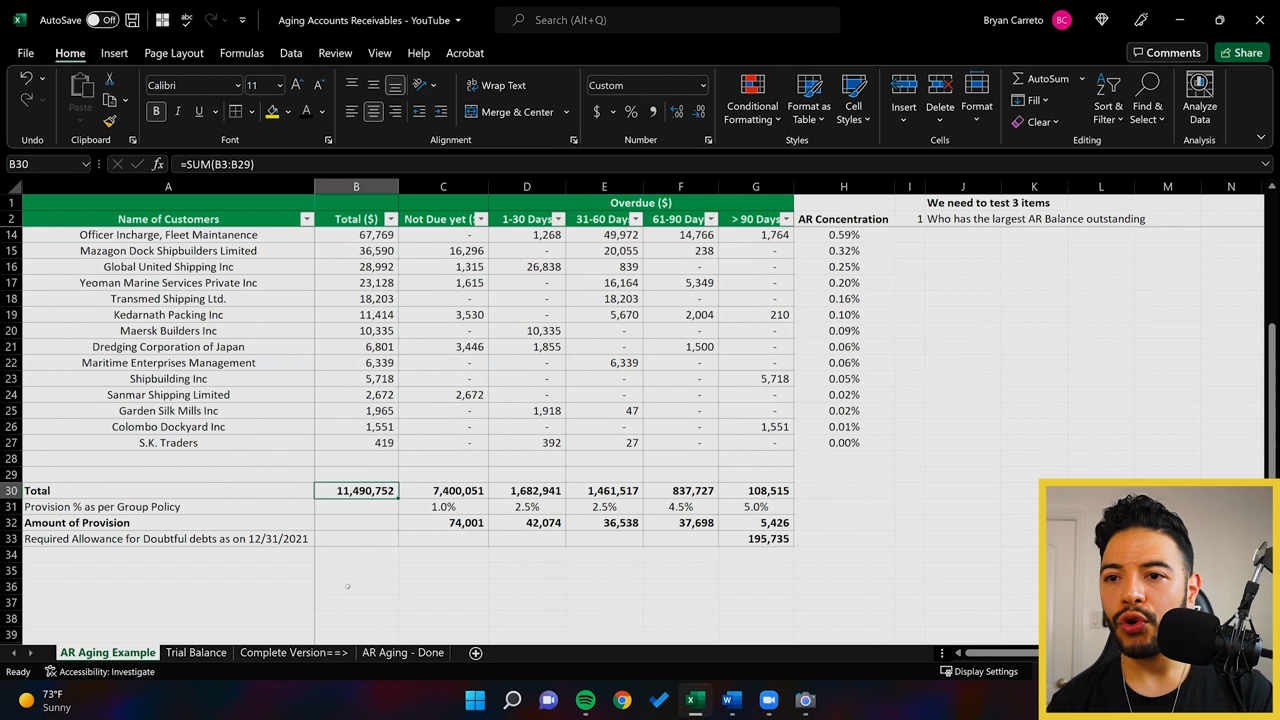 AutoSave Off Aging Accounts Receivables - YouTube Search (Alt+Q) Bryan Carreto BC
File Home Insert Page Layout Formulas Data Review View Help Acrobat Comments Share
Paste Calibri 11 Wrap Text Custom Conditional Formatting Format as Table Cell Styles Insert Delete Format AutoSum Sort & Filter Find & Select Analyze Data
B I U Merge & Center $ % Fill Clear
Undo Clipboard Font Alignment Number Styles Cells Editing Analysis
B30 fx =SUM(B3:B29)
A B C D E F G H I J K L M N
1 Overdue ($) We need to test 3 items
2 Name of Customers Total ($) Not Due yet ( 1-30 Days 31-60 Day 61-90 Day > 90 Days AR Concentration 1 Who has the largest AR Balance outstanding
14 Officer Incharge, Fleet Maintanence 67,769 - 1,268 49,972 14,766 1,764 0.59%
15 Mazagon Dock Shipbuilders Limited 36,590 16,296 - 20,055 238 - 0.32%
16 Global United Shipping Inc 28,992 1,315 26,838 839 - - 0.25%
17 Yeoman Marine Services Private Inc 23,128 1,615 - 16,164 5,349 - 0.20%
18 Transmed Shipping Ltd. 18,203 - - 18,203 - - 0.16%
19 Kedarnath Packing Inc 11,414 3,530 - 5,670 2,004 210 0.10%
20 Maersk Builders Inc 10,335 - 10,335 - - - 0.09%
21 Dredging Corporation of Japan 6,801 3,446 1,855 - 1,500 - 0.06%
22 Maritime Enterprises Management 6,339 - - 6,339 - - 0.06%
23 Shipbuilding Inc 5,718 - - - - 5,718 0.05%
24 Sanmar Shipping Limited 2,672 2,672 - - - - 0.02%
25 Garden Silk Mills Inc 1,965 - 1,918 47 - - 0.02%
26 Colombo Dockyard Inc 1,551 - - - - 1,551 0.01%
27 S.K. Traders 419 - 392 27 - - 0.00%
28
29
30 Total 11,490,752 7,400,051 1,682,941 1,461,517 837,727 108,515
31 Provision % as per Group Policy 1.0% 2.5% 2.5% 4.5% 5.0%
32 Amount of Provision 74,001 42,074 36,538 37,698 5,426
33 Required Allowance for Doubtful debts as on 12/31/2021 195,735
34
35
36
37
38
39
AR Aging Example Trial Balance Complete Version==> AR Aging - Done
Ready Accessibility: Investigate Display Settings
73°F
Sunny